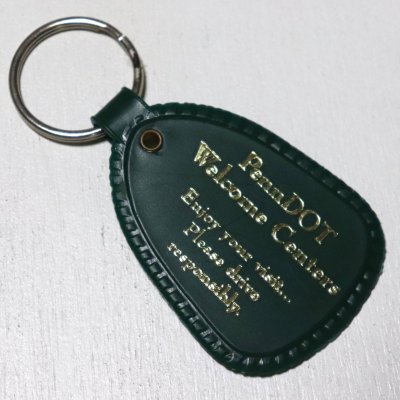 PennDOT
Welcome Centers
Enjoy your visit...
Please drive
responsibly.